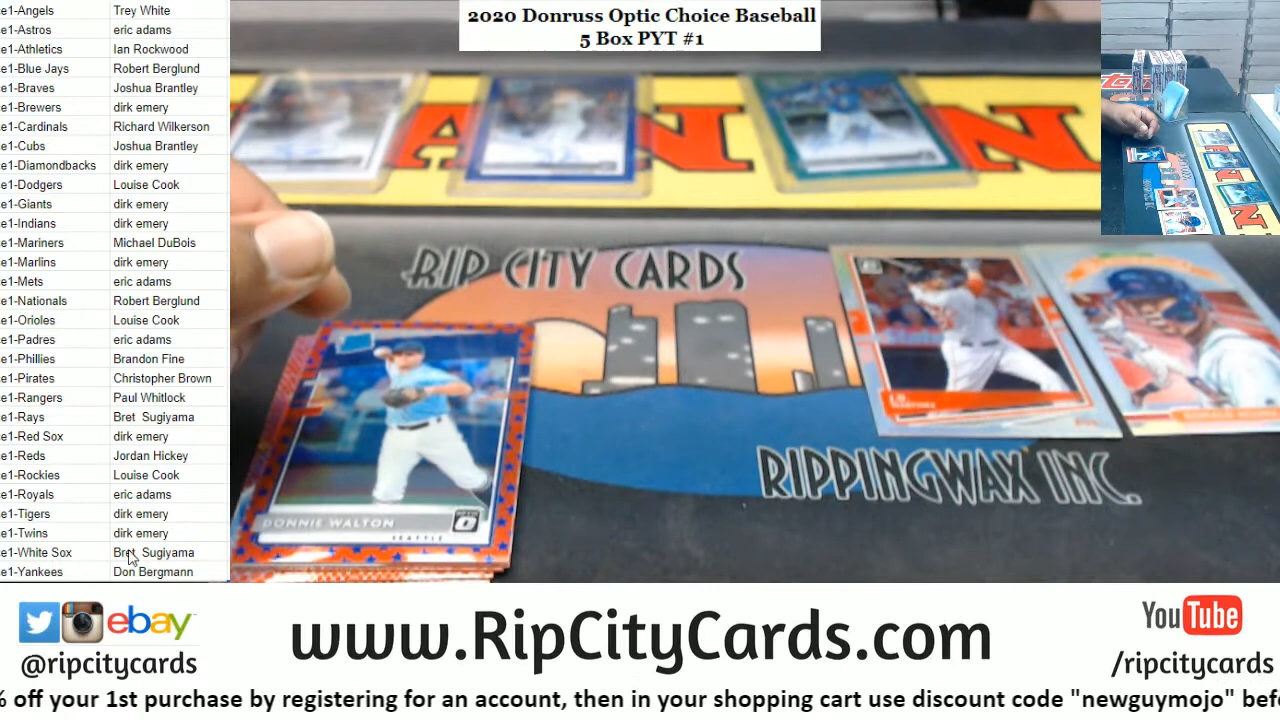 2020 Donruss Optic Choice Baseball
5 Box PYT #1
e1-Angels Trey White
e1-Astros eric adams
e1-Athletics Ian Rockwood
e1-Blue Jays Robert Berglund
e1-Braves Joshua Brantley
e1-Brewers dirk emery
e1-Cardinals Richard Wilkerson
e1-Cubs Joshua Brantley
e1-Diamondbacks dirk emery
e1-Dodgers Louise Cook
e1-Giants dirk emery
e1-Indians dirk emery
e1-Mariners Michael DuBois
e1-Marlins dirk emery
e1-Mets eric adams
e1-Nationals Robert Berglund
e1-Orioles Louise Cook
e1-Padres eric adams
e1-Phillies Brandon Fine
e1-Pirates Christopher Brown
e1-Rangers Paul Whitlock
e1-Rays Bret Sugiyama
e1-Red Sox dirk emery
e1-Reds Jordan Hickey
e1-Rockies Louise Cook
e1-Royals eric adams
e1-Tigers dirk emery
e1-Twins dirk emery
e1-White Sox Bret Sugiyama
e1-Yankees Don Bergmann
A N N
RIP CITY CARDS
RIPPINGWAX INC.
DONNIE WALTON
SEATTLE
ebay
@ripcitycards
www.RipCityCards.com
YouTube
/ripcitycards
% off your 1st purchase by registering for an account, then in your shopping cart use discount code "newguymojo" befo